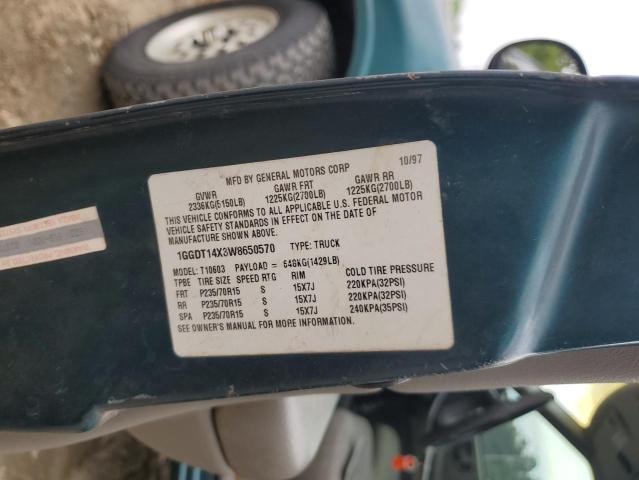 MFD BY GENERAL MOTORS CORP 10/97
GVWR GAWR FRT GAWR RR
2336KG(5150LB) 1225KG(2700LB) 1225KG(2700LB)
THIS VEHICLE CONFORMS TO ALL APPLICABLE U.S. FEDERAL MOTOR
VEHICLE SAFETY STANDARDS IN EFFECT ON THE DATE OF
MANUFACTURE SHOWN ABOVE.
1GGDT14X3W8650570 TYPE: TRUCK
MODEL: T10603 PAYLOAD = 648KG(1429LB)
TPBE TIRE SIZE SPEED RTG RIM COLD TIRE PRESSURE
FRT P235/70R15 S 15X7J 220KPA(32PSI)
RR P235/70R15 S 15X7J 220KPA(32PSI)
SPA P235/70R15 S 15X7J 240KPA(35PSI)
SEE OWNER'S MANUAL FOR MORE INFORMATION.